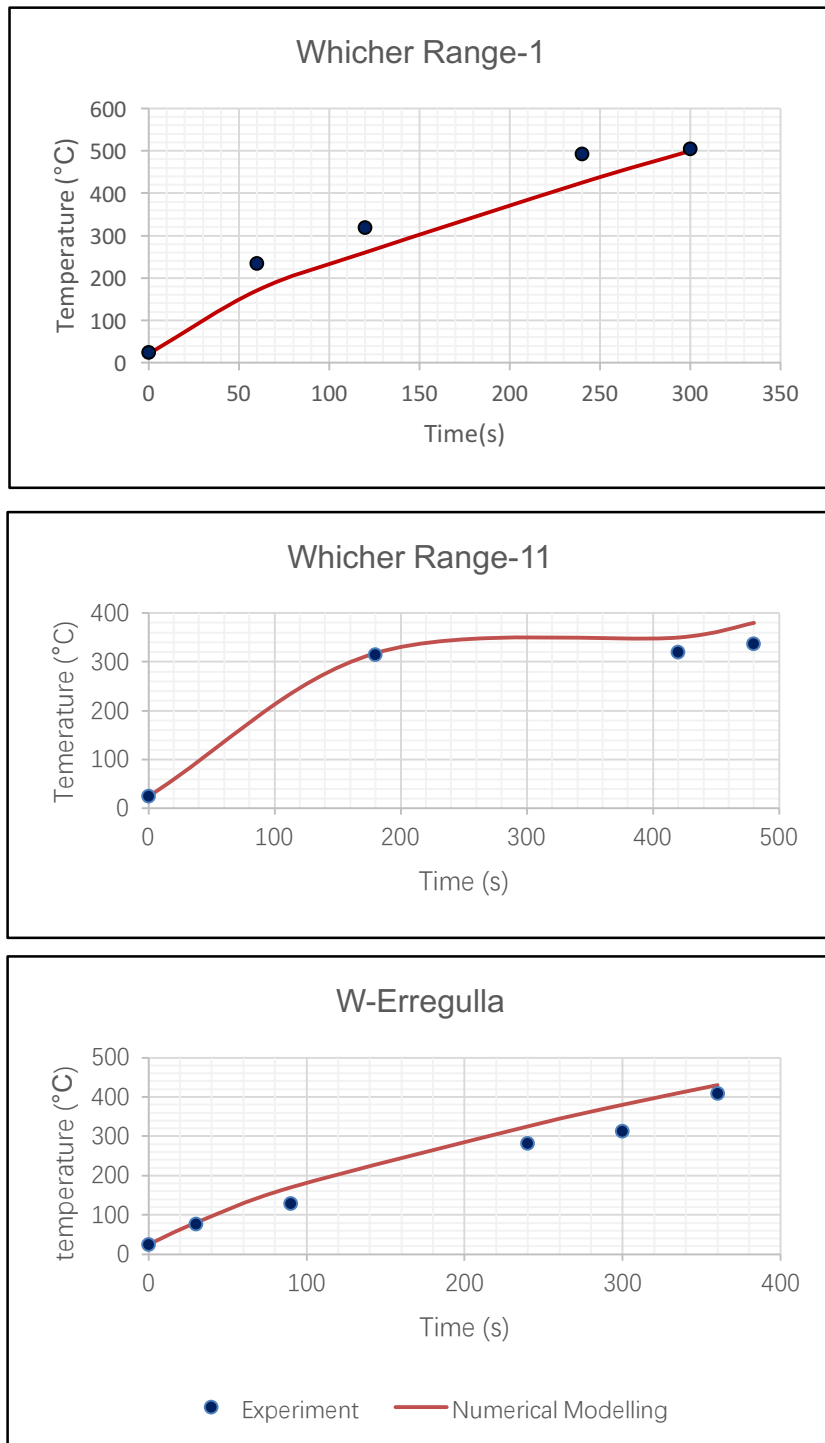 Whicher Range-1
600
500
400
300
200
100
0
Temperature (°C)
0 50 100 150 200 250 300 350
Time(s)
Whicher Range-11
400
300
200
100
0
Temerature (°C)
0 100 200 300 400 500
Time (s)
W-Erregulla
500
400
300
200
100
0
temperature (°C)
0 100 200 300 400
Time (s)
Experiment Numerical Modelling